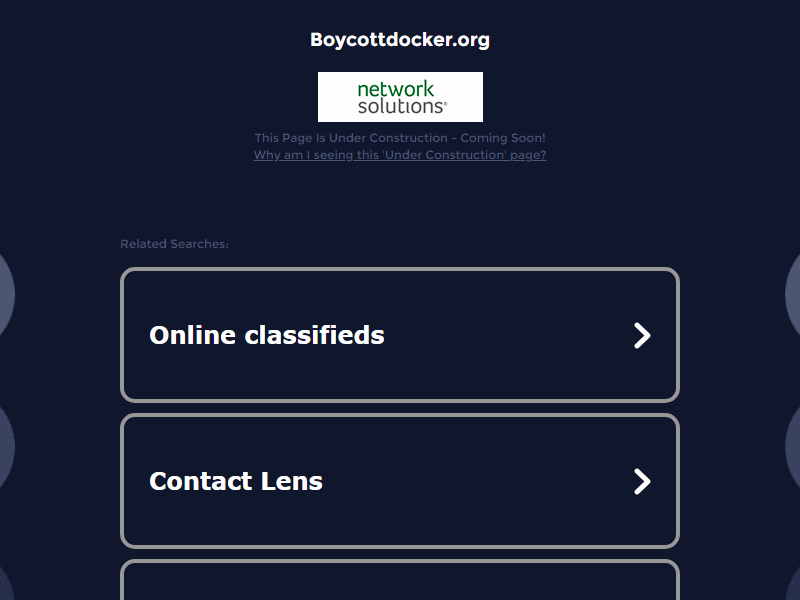 Boycottdocker.org
network
solutions®
This Page Is Under Construction - Coming Soon!
Why am I seeing this 'Under Construction' page?
Related Searches:
Online classifieds
Contact Lens